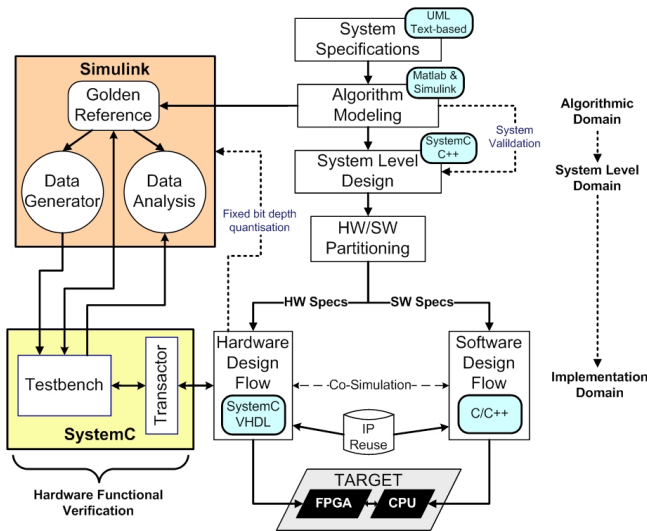 System
Specifications
UML
Text-based
Simulink
Golden
Reference
Data
Generator
Data
Analysis
Matlab &
Simulink
Algorithm
Modeling
System
Valildation
SystemC
C++
System Level
Design
Fixed bit depth
quantisation
HW/SW
Partitioning
Algorithmic
Domain
System Level
Domain
Implementation
Domain
HW Specs
SW Specs
Hardware
Design
Flow
SystemC
VHDL
Co-Simulation
IP
Reuse
Software
Design
Flow
C/C++
Testbench
Transactor
SystemC
Hardware Functional
Verification
TARGET
FPGA
CPU